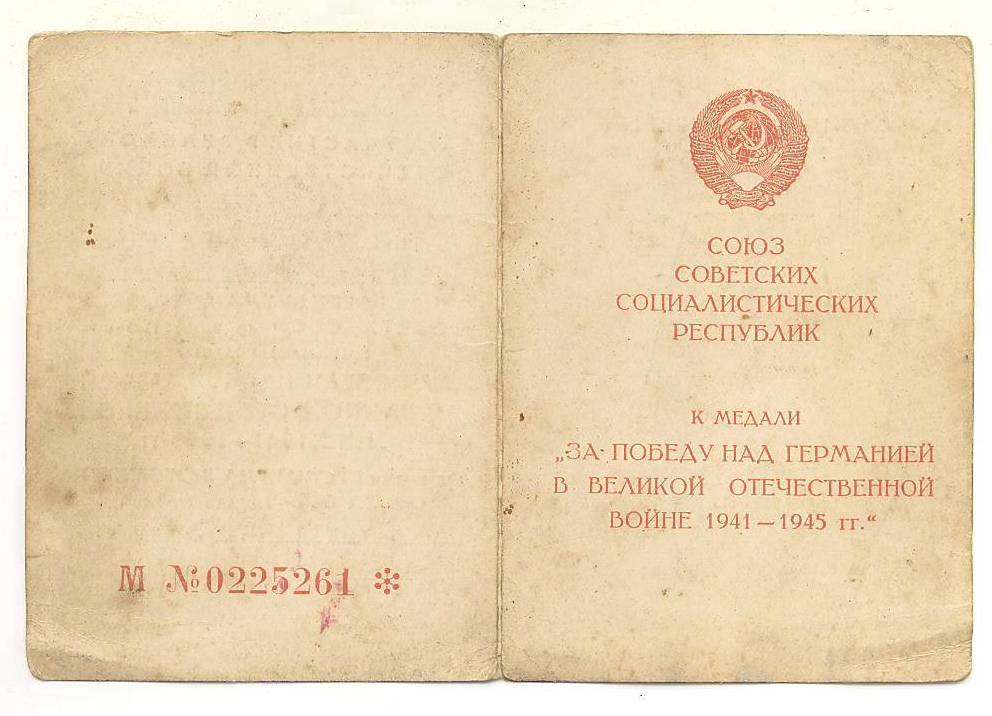 М №0225261 ❇
СОЮЗ
СОВЕТСКИХ
СОЦИАЛИСТИЧЕСКИХ
РЕСПУБЛИК
К МЕДАЛИ
„ЗА ПОБЕДУ НАД ГЕРМАНИЕЙ
В ВЕЛИКОЙ ОТЕЧЕСТВЕННОЙ
ВОЙНЕ 1941—1945 гг.“